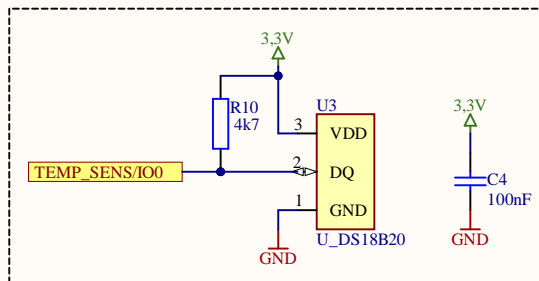 3,3V
R10
4k7
TEMP_SENS/IO0
U3
3
VDD
2
DQ
1
GND
U_DS18B20
GND
3,3V
C4
100nF
GND